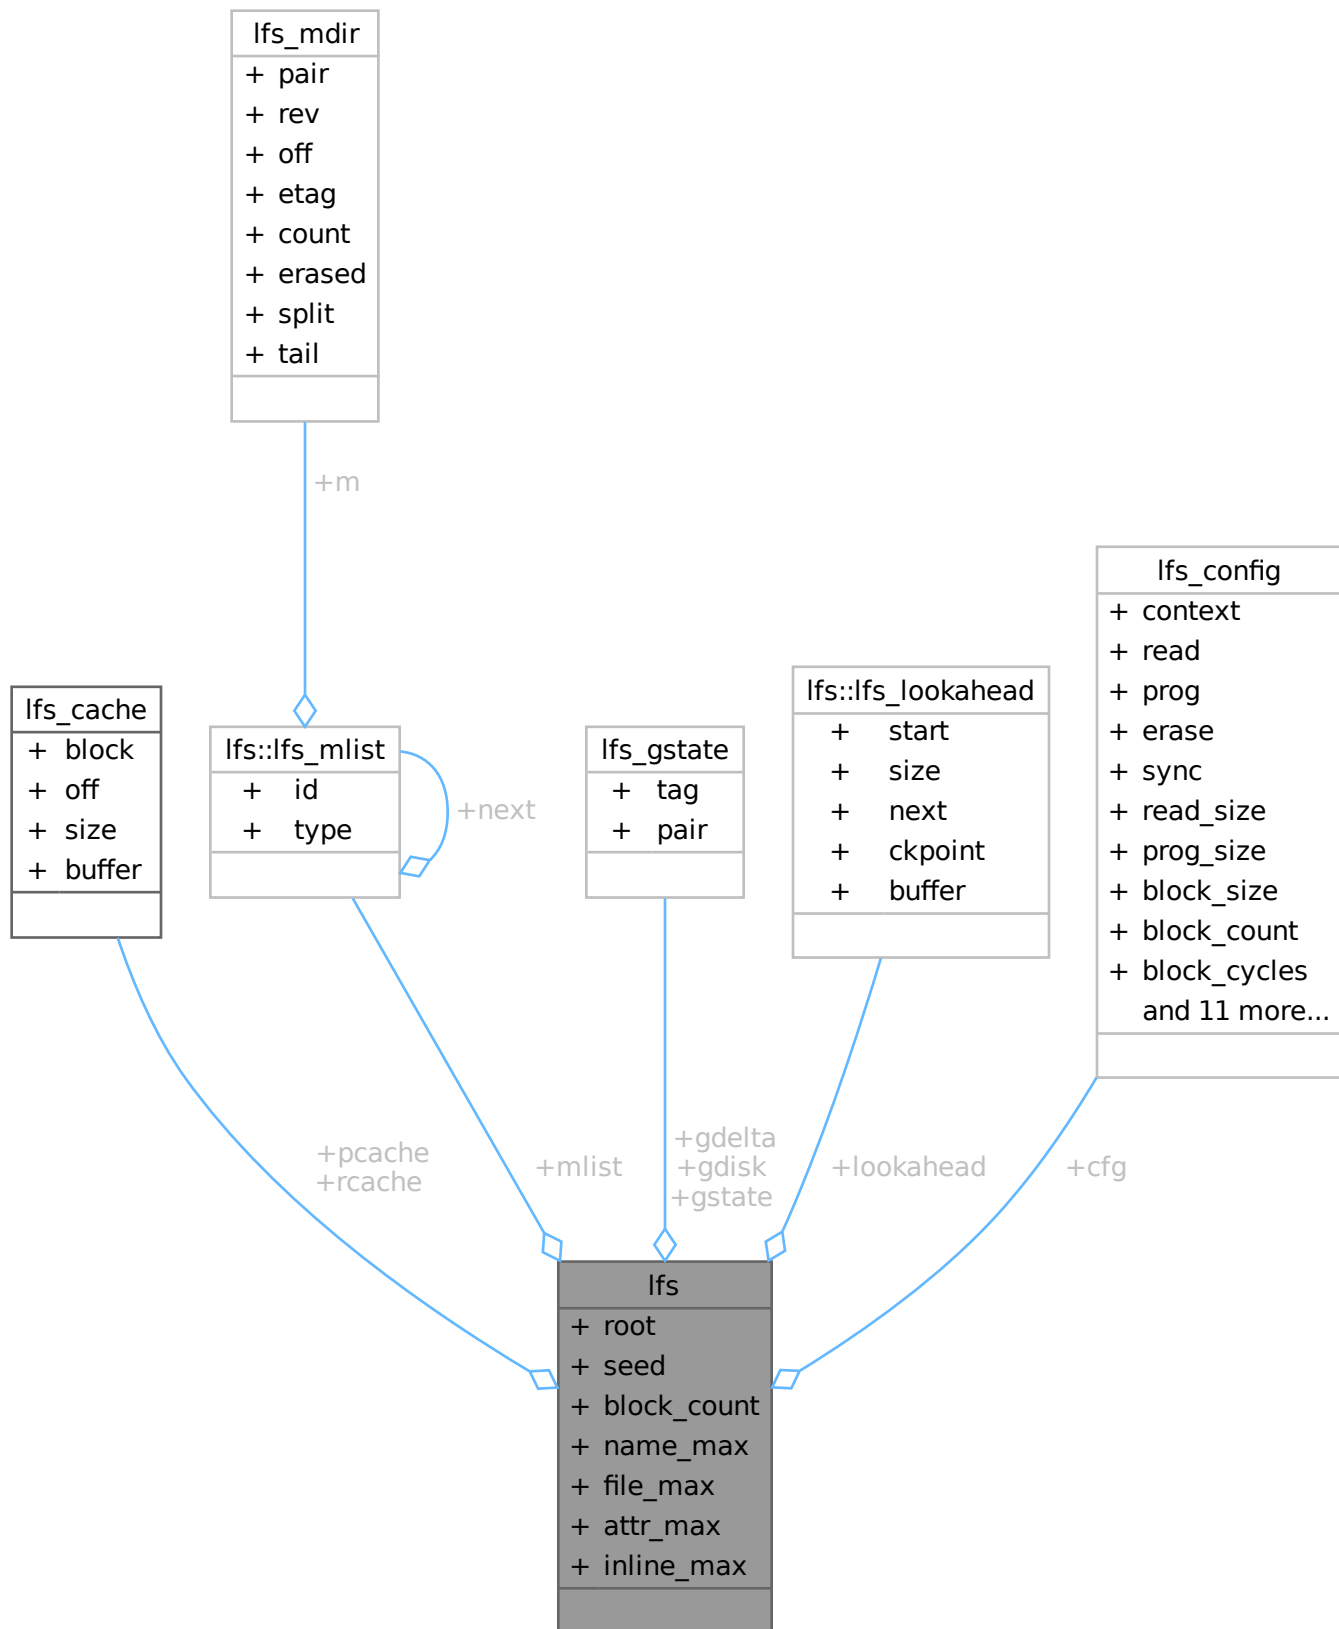 lfs_mdir
+ pair
+ rev
+ off
+ etag
+ count
+ erased
+ split
+ tail
+m
lfs_cache
+ block
+ off
+ size
+ buffer
lfs::lfs_mlist
+ id
+ type
+next
lfs_gstate
+ tag
+ pair
lfs::lfs_lookahead
+ start
+ size
+ next
+ ckpoint
+ buffer
lfs_config
+ context
+ read
+ prog
+ erase
+ sync
+ read_size
+ prog_size
+ block_size
+ block_count
+ block_cycles
and 11 more...
+pcache
+rcache
+mlist
+gdelta
+gdisk
+gstate
+lookahead
+cfg
lfs
+ root
+ seed
+ block_count
+ name_max
+ file_max
+ attr_max
+ inline_max